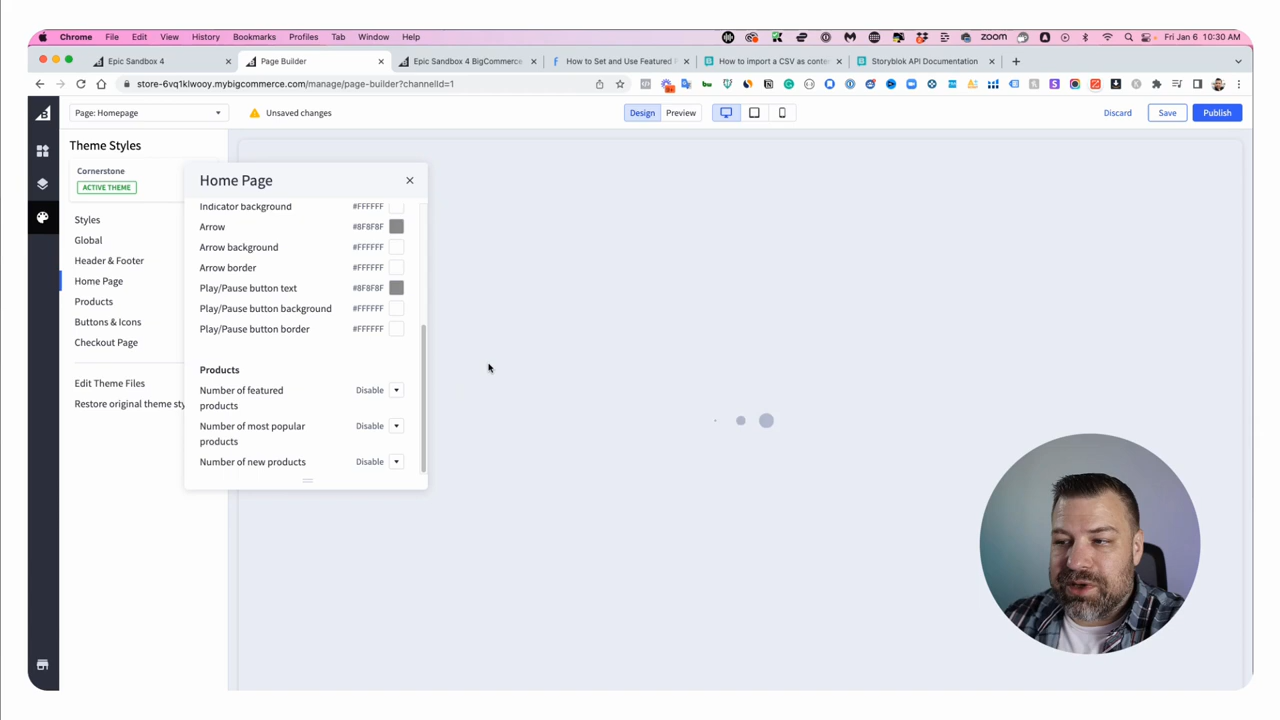 Chrome File Edit View History Bookmarks Profiles Tab Window Help zoom Fri Jan 6 10:30 AM
Epic Sandbox 4 × Page Builder × Epic Sandbox 4 BigCommerce × How to Set and Use Featured × How to import a CSV as conten × Storyblok API Documentation × +
store-6vq1klwooy.mybigcommerce.com/manage/page-builder?channelId=1
Page: Homepage Unsaved changes Design Preview Discard Save Publish
Theme Styles
Cornerstone
ACTIVE THEME
Styles
Global
Header & Footer
Home Page
Products
Buttons & Icons
Checkout Page
Edit Theme Files
Restore original theme sty
Home Page
Indicator background #FFFFFF
Arrow #8F8F8F
Arrow background #FFFFFF
Arrow border #FFFFFF
Play/Pause button text #8F8F8F
Play/Pause button background #FFFFFF
Play/Pause button border #FFFFFF
Products
Number of featured products Disable
Number of most popular products Disable
Number of new products Disable